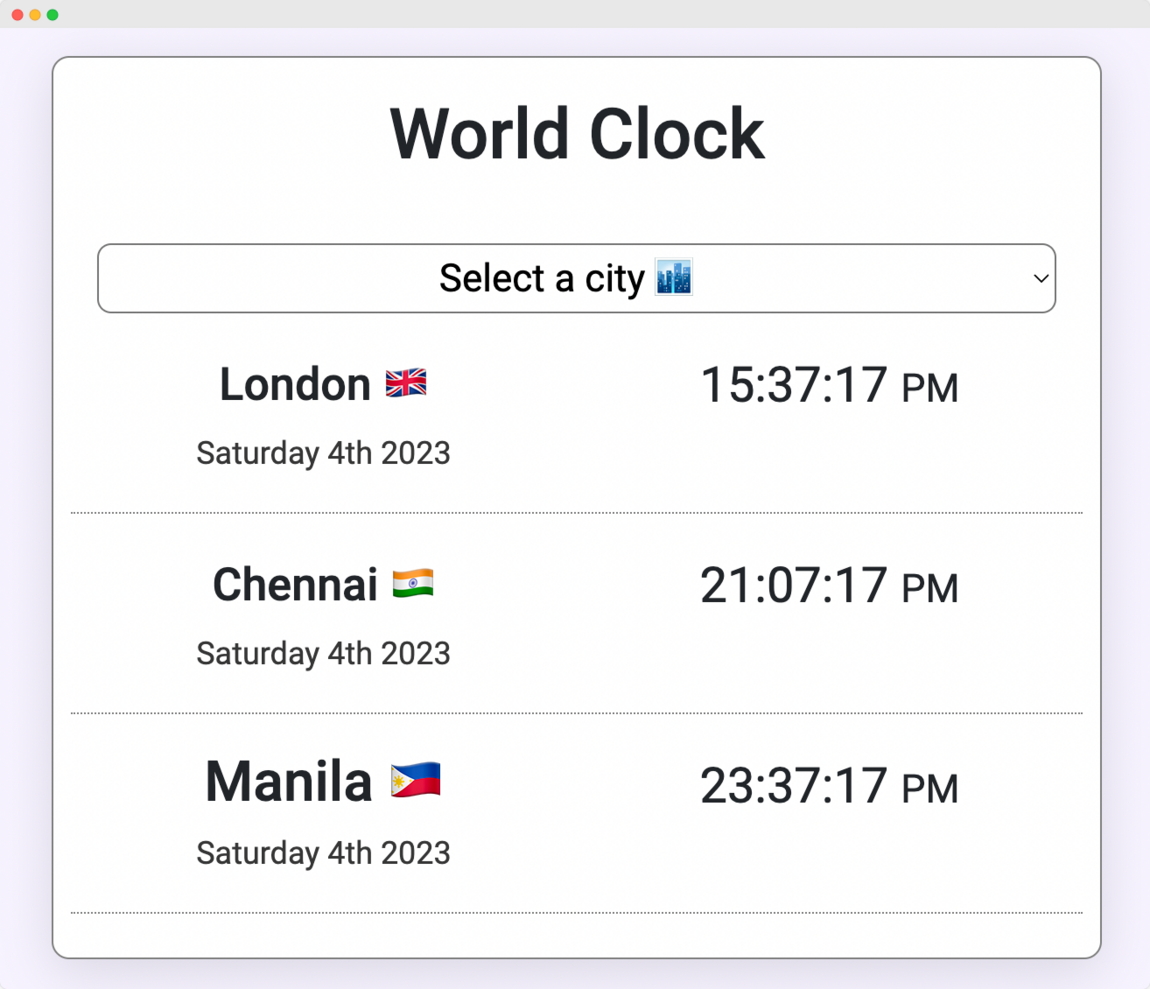 World Clock
Select a city
London 15:37:17 PM
Saturday 4th 2023
Chennai 21:07:17 PM
Saturday 4th 2023
Manila 23:37:17 PM
Saturday 4th 2023